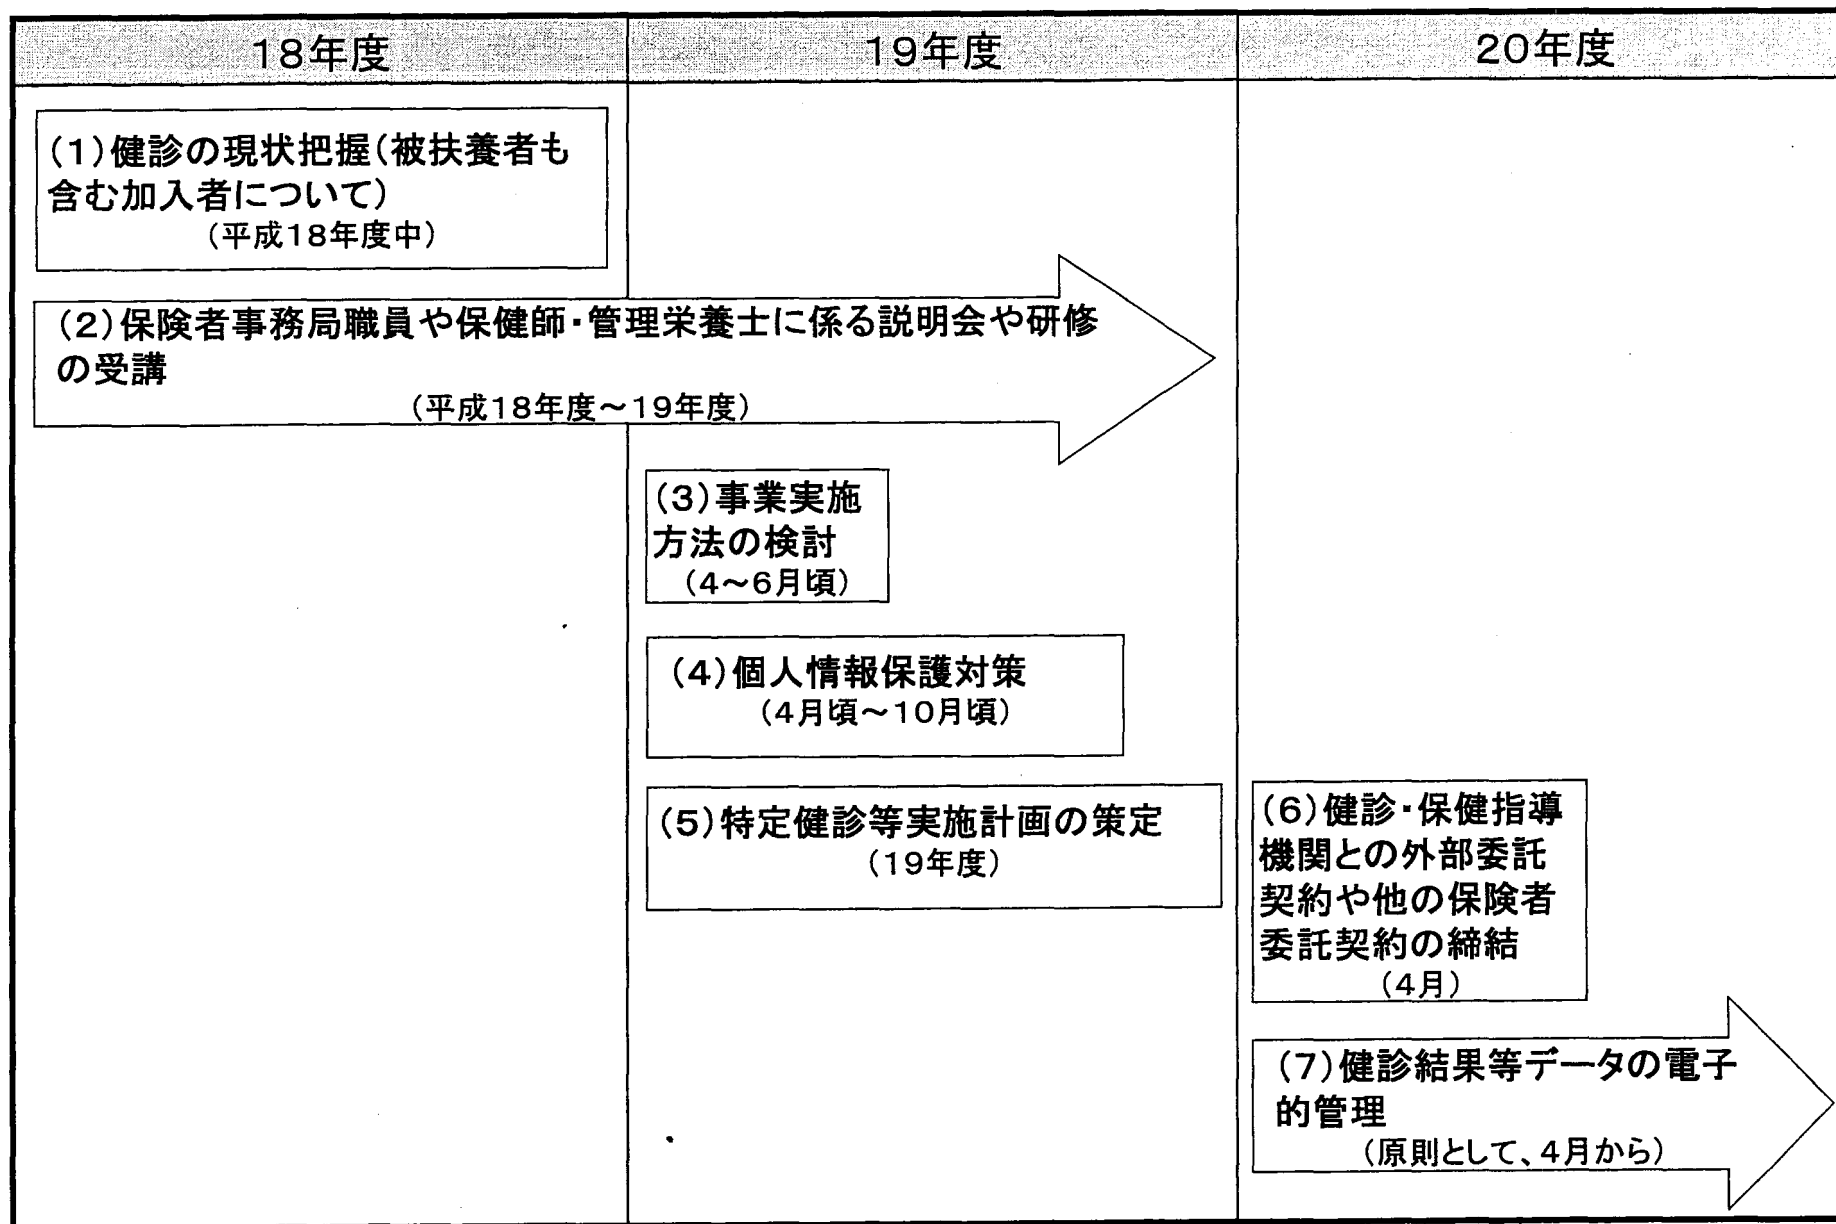 18年度
19年度
20年度
(1)健診の現状把握(被扶養者も
含む加入者について)
(平成18年度中)
(2)保険者事務局職員や保健師・管理栄養士に係る説明会や研修
の受講
(平成18年度～19年度)
(3)事業実施
方法の検討
(4～6月頃)
(4)個人情報保護対策
(4月頃～10月頃)
(5)特定健診等実施計画の策定
(19年度)
(6)健診・保健指導
機関との外部委託
契約や他の保険者
委託契約の締結
(4月)
(7)健診結果等データの電子
的管理
(原則として、4月から)